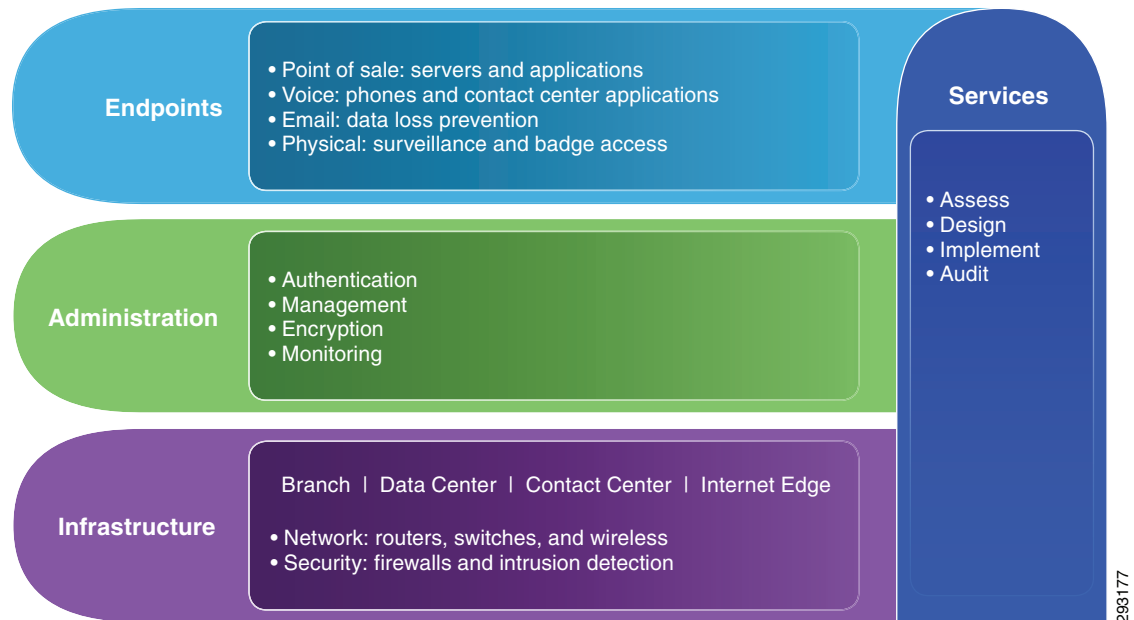 Endpoints
• Point of sale: servers and applications
• Voice: phones and contact center applications
• Email: data loss prevention
• Physical: surveillance and badge access
Administration
• Authentication
• Management
• Encryption
• Monitoring
Infrastructure
Branch | Data Center | Contact Center | Internet Edge
• Network: routers, switches, and wireless
• Security: firewalls and intrusion detection
Services
• Assess
• Design
• Implement
• Audit
293177